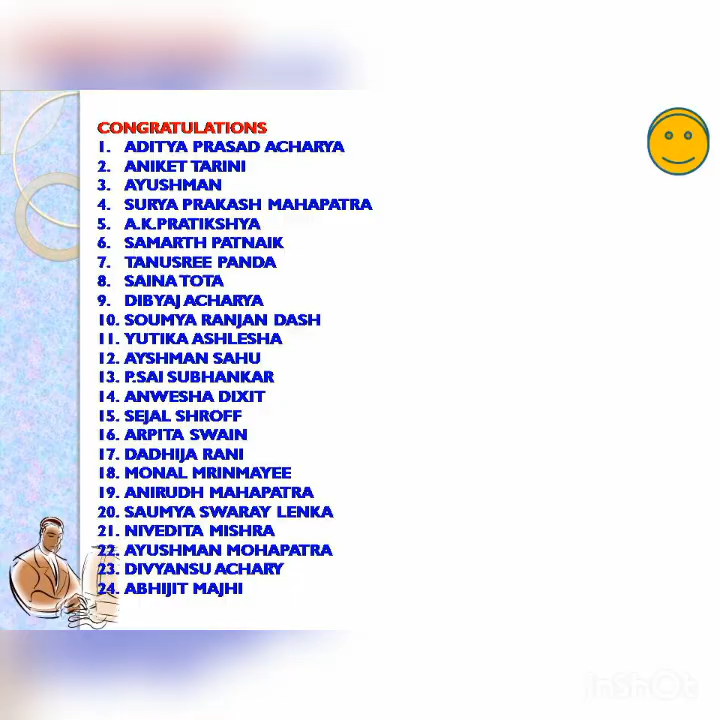 CONGRATULATIONS
1. ADITYA PRASAD ACHARYA
2. ANIKET TARINI
3. AYUSHMAN
4. SURYA PRAKASH MAHAPATRA
5. A.K.PRATIKSHYA
6. SAMARTH PATNAIK
7. TANUSREE PANDA
8. SAINA TOTA
9. DIBYAJ ACHARYA
10. SOUMYA RANJAN DASH
11. YUTIKA ASHLESHA
12. AYSHMAN SAHU
13. P.SAI SUBHANKAR
14. ANWESHA DIXIT
15. SEJAL SHROFF
16. ARPITA SWAIN
17. DADHIJA RANI
18. MONAL MRINMAYEE
19. ANIRUDH MAHAPATRA
20. SAUMYA SWARAY LENKA
21. NIVEDITA MISHRA
22. AYUSHMAN MOHAPATRA
23. DIVYANSU ACHARY
24. ABHIJIT MAJHI
InShOt